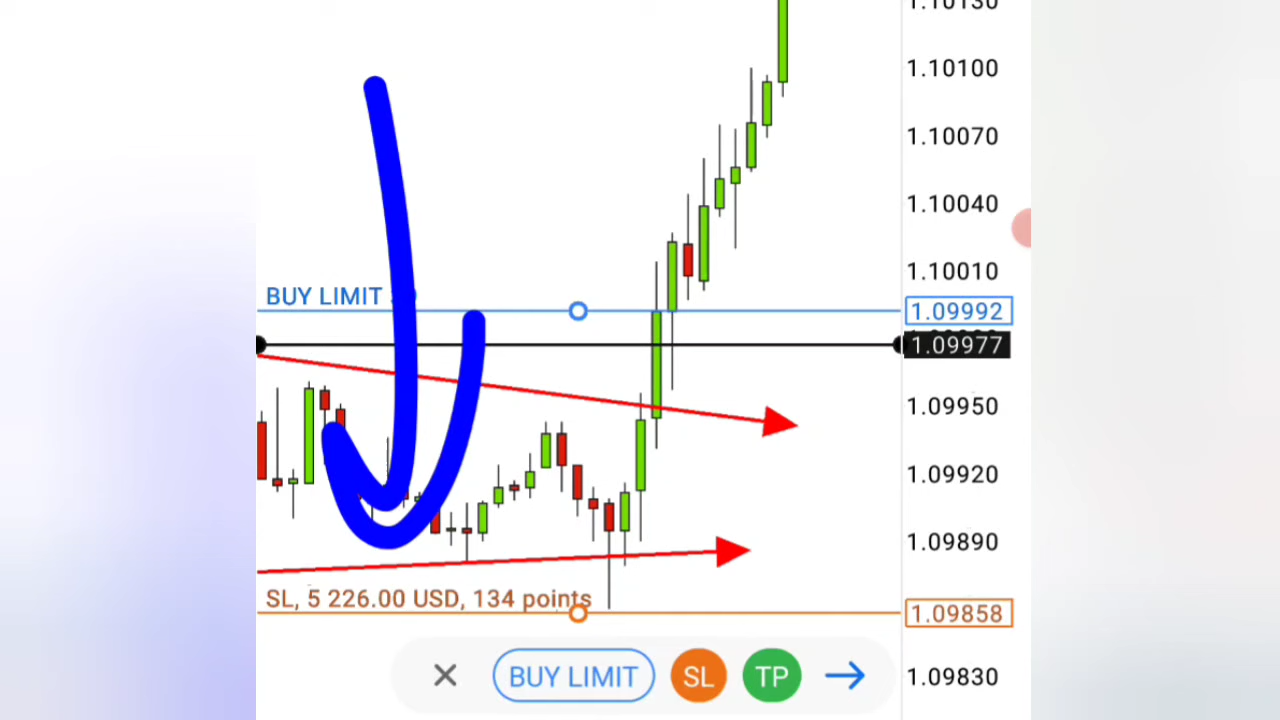 1.10130
1.10100
1.10070
1.10040
1.10010
BUY LIMIT
1.09992
1.09977
1.09950
1.09920
1.09890
SL, 5 226.00 USD, 134 points
1.09858
BUY LIMIT
SL
TP
1.09830